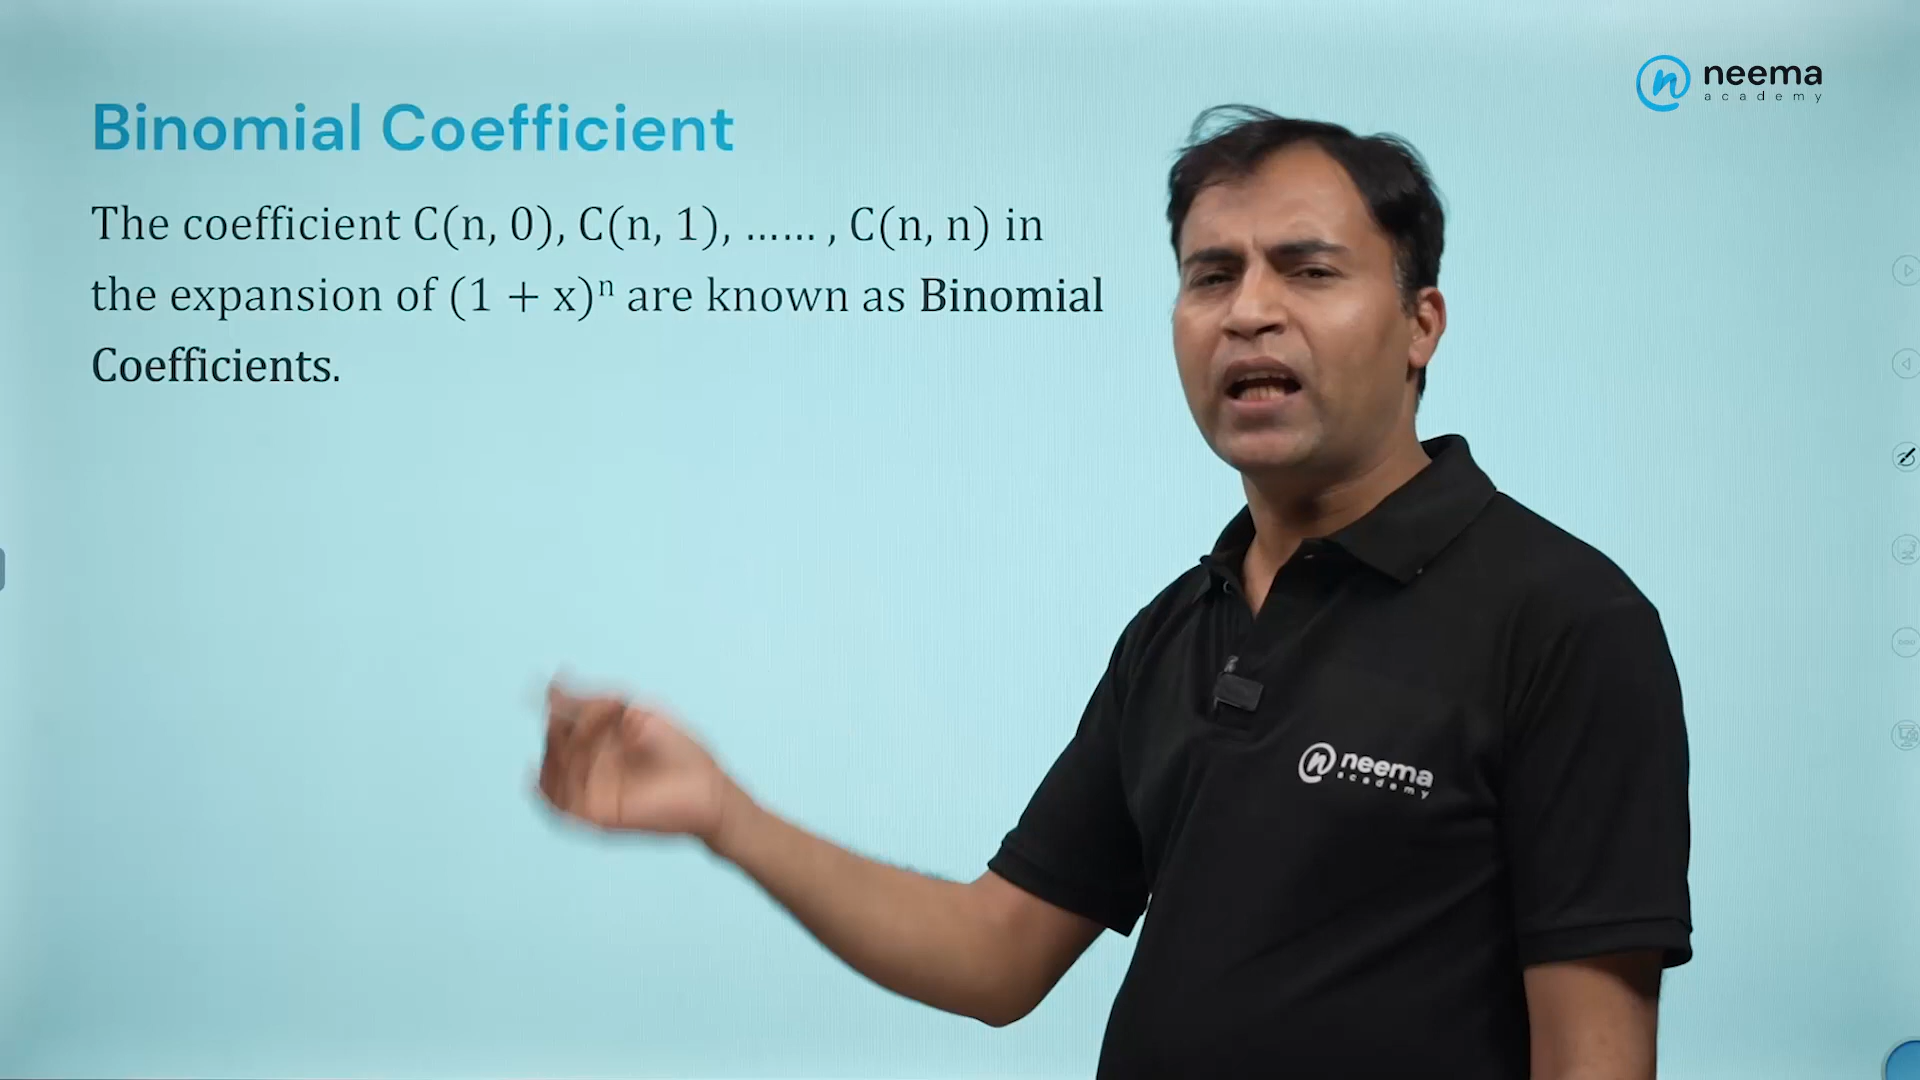 neema
academy
Binomial Coefficient
The coefficient C(n, 0), C(n, 1), ...... , C(n, n) in
the expansion of (1 + x)ⁿ are known as Binomial
Coefficients.
neema
academy